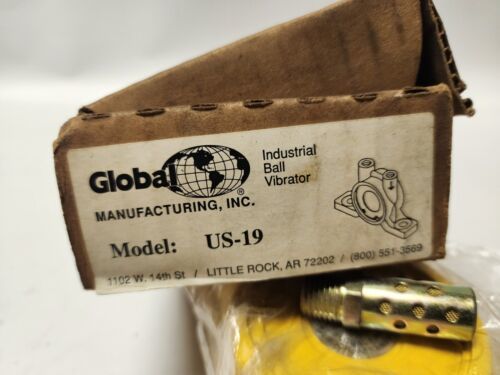 Global ®
MANUFACTURING, INC.
Industrial
Ball
Vibrator
Model: US-19
1102 W. 14th St / LITTLE ROCK, AR 72202 / (800) 551-3569